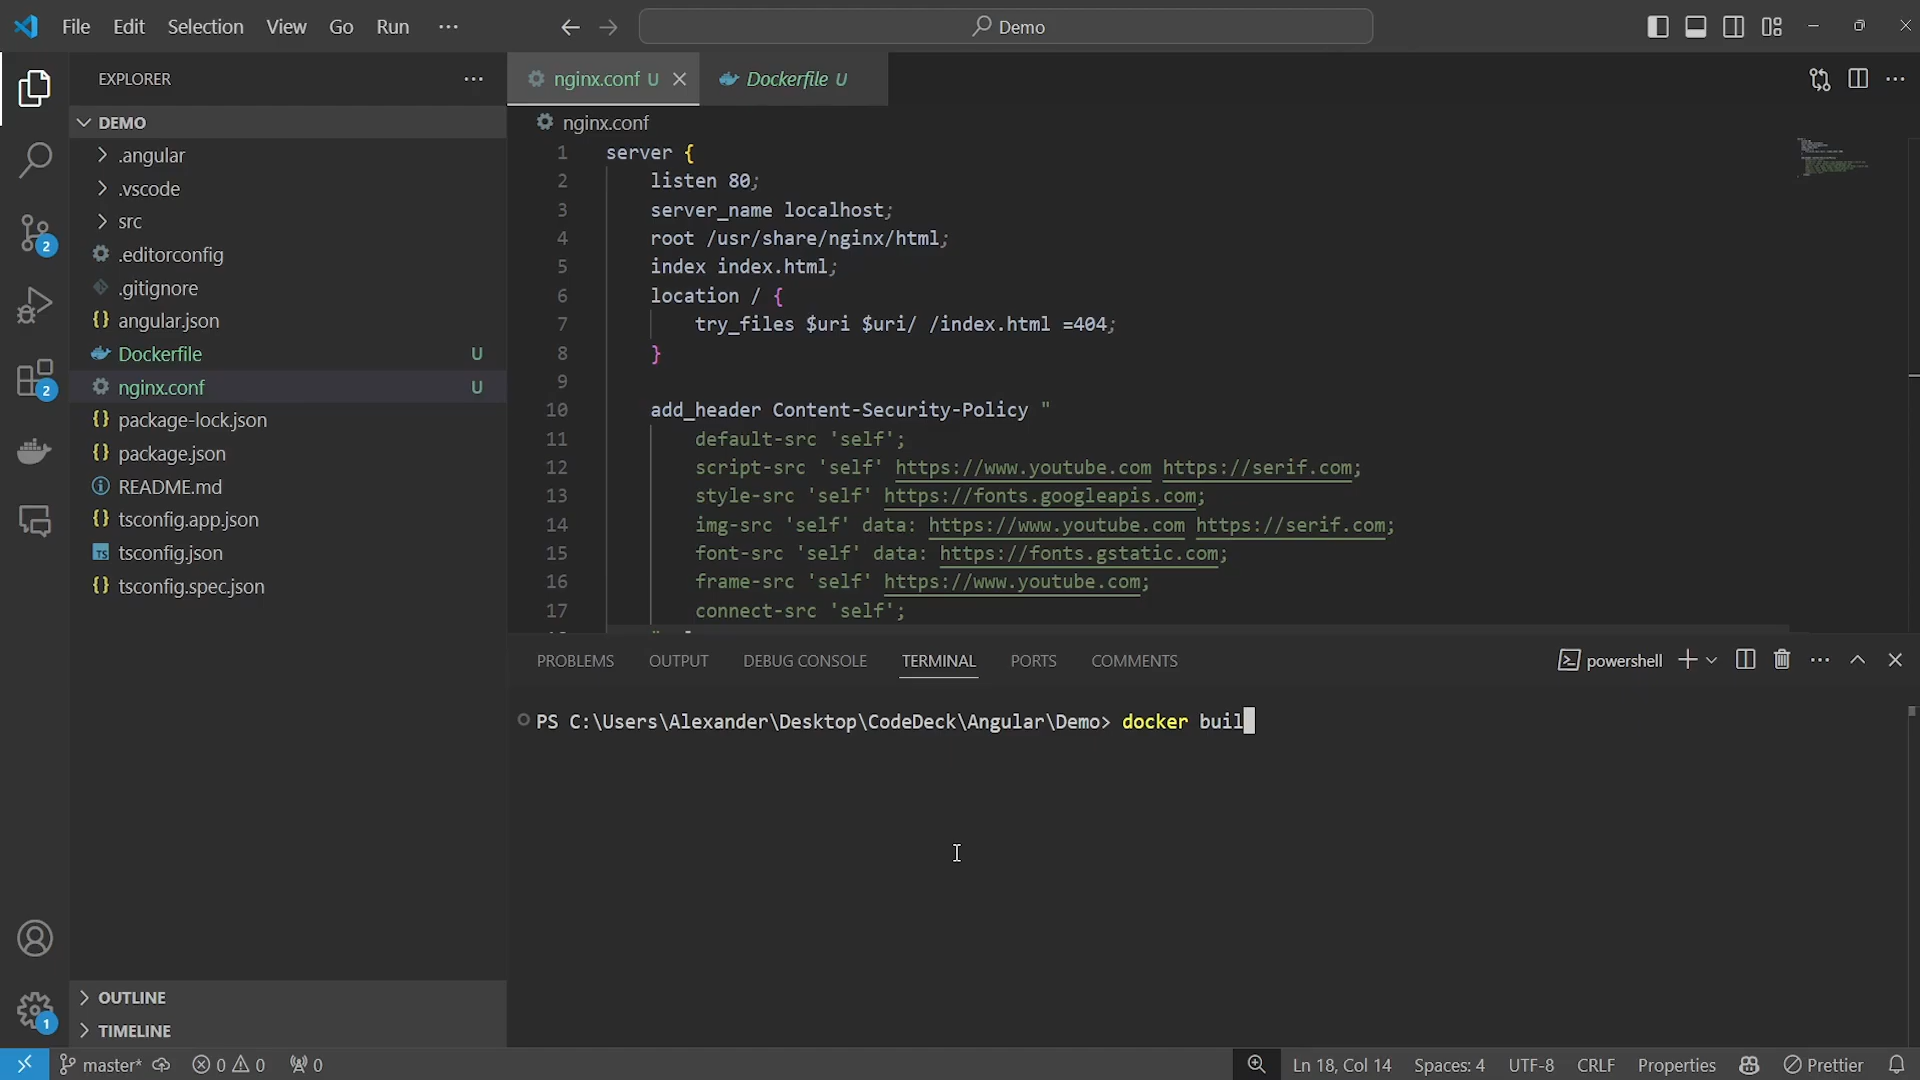 File Edit Selection View Go Run ···
Demo
EXPLORER ···
nginx.conf U
Dockerfile U
DEMO
.angular
.vscode
src
.editorconfig
.gitignore
angular.json
Dockerfile U
nginx.conf U
package-lock.json
package.json
README.md
tsconfig.app.json
tsconfig.json
tsconfig.spec.json
OUTLINE
TIMELINE
2
2
1
nginx.conf
1 server {
2 listen 80;
3 server_name localhost;
4 root /usr/share/nginx/html;
5 index index.html;
6 location / {
7 try_files $uri $uri/ /index.html =404;
8 }
9
10 add_header Content-Security-Policy "
11 default-src 'self';
12 script-src 'self' https://www.youtube.com https://serif.com;
13 style-src 'self' https://fonts.googleapis.com;
14 img-src 'self' data: https://www.youtube.com https://serif.com;
15 font-src 'self' data: https://fonts.gstatic.com;
16 frame-src 'self' https://www.youtube.com;
17 connect-src 'self';
PROBLEMS OUTPUT DEBUG CONSOLE TERMINAL PORTS COMMENTS
powershell
PS C:\Users\Alexander\Desktop\CodeDeck\Angular\Demo> docker buil
master* 0 0 0
Ln 18, Col 14 Spaces: 4 UTF-8 CRLF Properties Prettier